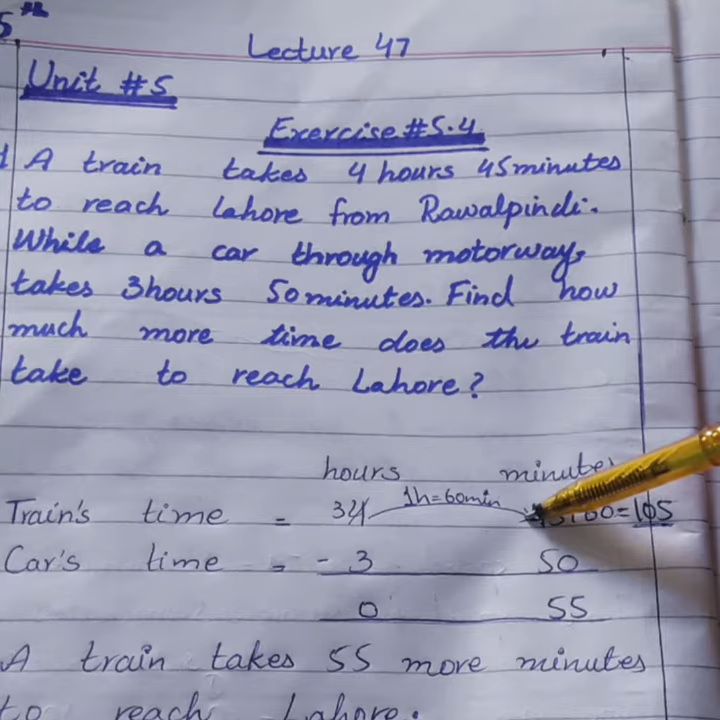 5th
Lecture 47
Unit #5
Exercise #5.4
1 A train takes 4 hours 45 minutes
to reach Lahore from Rawalpindi.
While a car through motorway,
takes 3 hours 50 minutes. Find how
much more time does the train
take to reach Lahore?
hours minutes
Train's time = 3 4 1h=60min 45+60=105
Car's time = - 3 50
0 55
A train takes 55 more minutes
to reach Lahore.